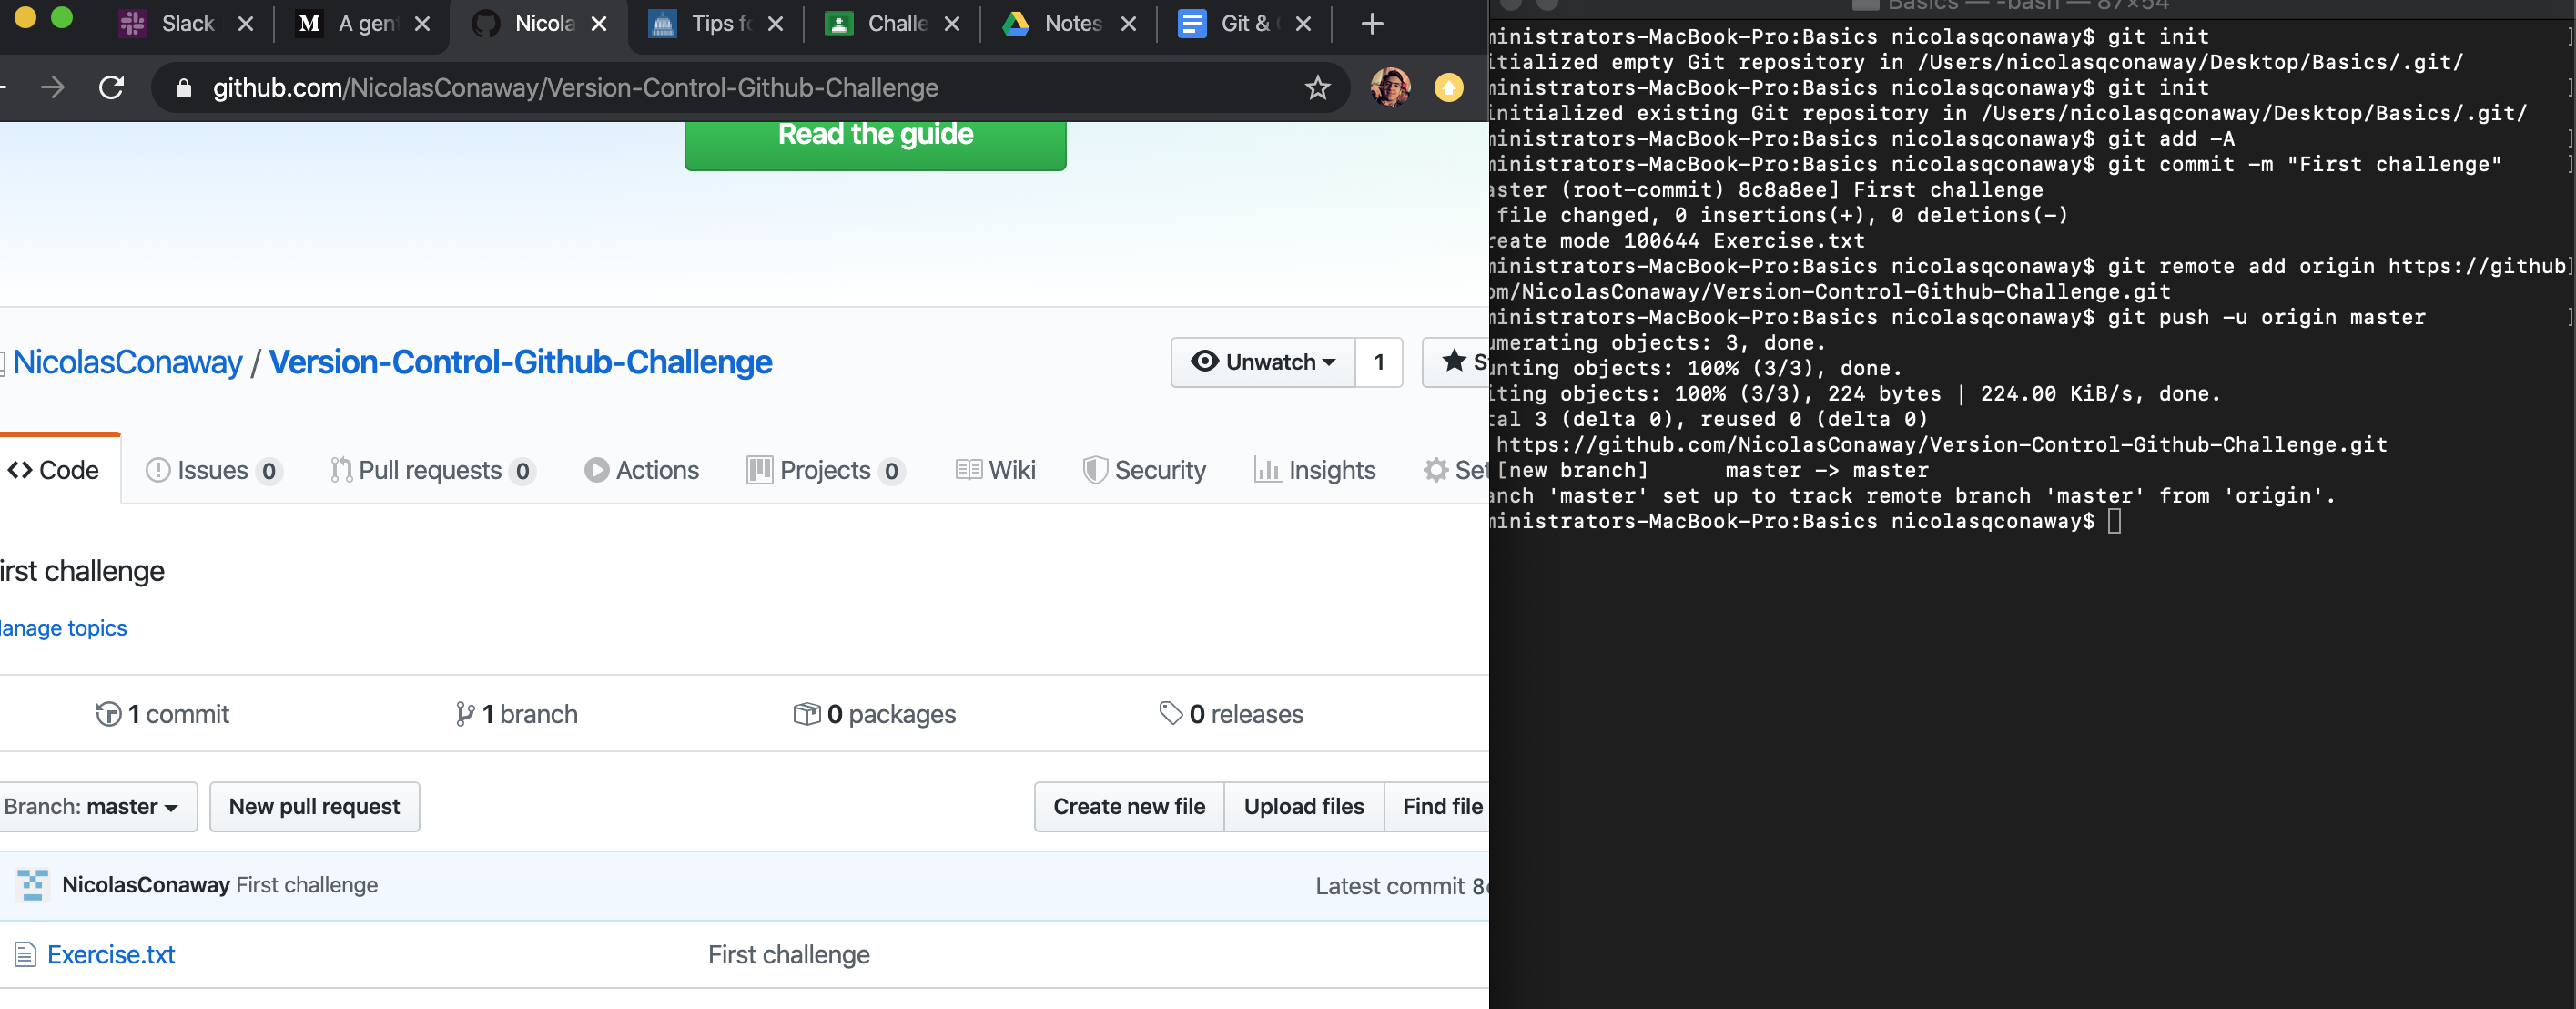 Slack
A gen
Nicola
Tips fo
Challe
Notes
Git &
github.com/NicolasConaway/Version-Control-Github-Challenge
Read the guide
NicolasConaway / Version-Control-Github-Challenge
Unwatch
1
S
Code
Issues 0
Pull requests 0
Actions
Projects 0
Wiki
Security
Insights
Set
irst challenge
anage topics
1 commit
1 branch
0 packages
0 releases
Branch: master
New pull request
Create new file
Upload files
Find file
NicolasConaway First challenge
Latest commit 8
Exercise.txt
First challenge
Basics — -bash — 87×54
ministrators-MacBook-Pro:Basics nicolasqconaway$ git init
itialized empty Git repository in /Users/nicolasqconaway/Desktop/Basics/.git/
ministrators-MacBook-Pro:Basics nicolasqconaway$ git init
initialized existing Git repository in /Users/nicolasqconaway/Desktop/Basics/.git/
ministrators-MacBook-Pro:Basics nicolasqconaway$ git add -A
ministrators-MacBook-Pro:Basics nicolasqconaway$ git commit -m "First challenge"
aster (root-commit) 8c8a8ee] First challenge
file changed, 0 insertions(+), 0 deletions(-)
reate mode 100644 Exercise.txt
ministrators-MacBook-Pro:Basics nicolasqconaway$ git remote add origin https://github
om/NicolasConaway/Version-Control-Github-Challenge.git
ministrators-MacBook-Pro:Basics nicolasqconaway$ git push -u origin master
umerating objects: 3, done.
unting objects: 100% (3/3), done.
iting objects: 100% (3/3), 224 bytes | 224.00 KiB/s, done.
tal 3 (delta 0), reused 0 (delta 0)
https://github.com/NicolasConaway/Version-Control-Github-Challenge.git
[new branch] master -> master
anch 'master' set up to track remote branch 'master' from 'origin'.
ministrators-MacBook-Pro:Basics nicolasqconaway$